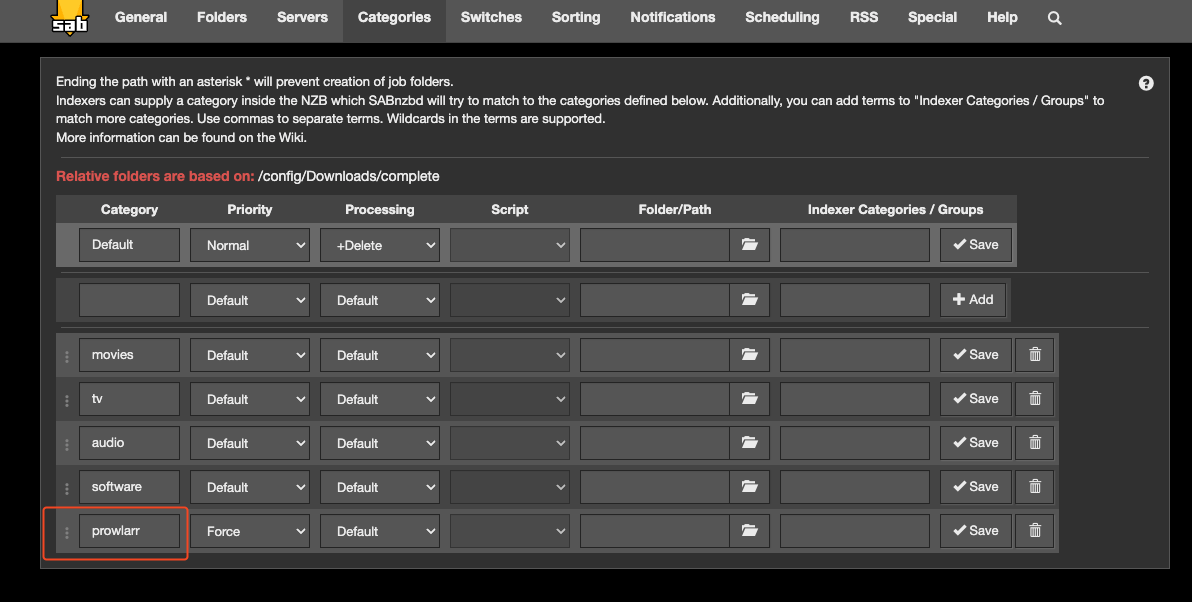 sab General Folders Servers Categories Switches Sorting Notifications Scheduling RSS Special Help
Ending the path with an asterisk * will prevent creation of job folders.
Indexers can supply a category inside the NZB which SABnzbd will try to match to the categories defined below. Additionally, you can add terms to "Indexer Categories / Groups" to
match more categories. Use commas to separate terms. Wildcards in the terms are supported.
More information can be found on the Wiki.
Relative folders are based on: /config/Downloads/complete
Category Priority Processing Script Folder/Path Indexer Categories / Groups
Default Normal +Delete Save
Default Default Add
movies Default Default Save
tv Default Default Save
audio Default Default Save
software Default Default Save
prowlarr Force Default Save